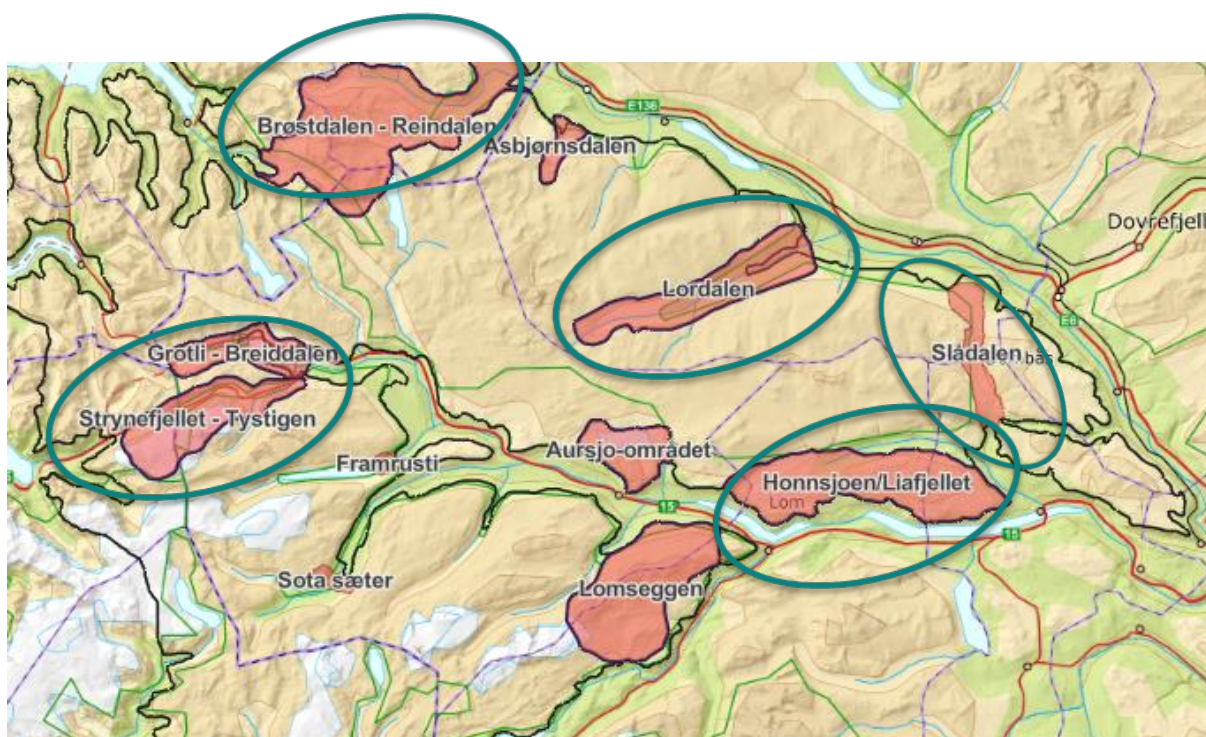 E136
Brøstdalen - Reindalen
Asbjørnsdalen
Dovrefjell
Lordalen
E6
Grotli - Breiddalen
Slådalen
bås
Strynefjellet - Tystigen
Aursjo-området
Framrusti
Honnsjoen/Liafjellet
Lom
15
15
Sota sæter
Lomseggen